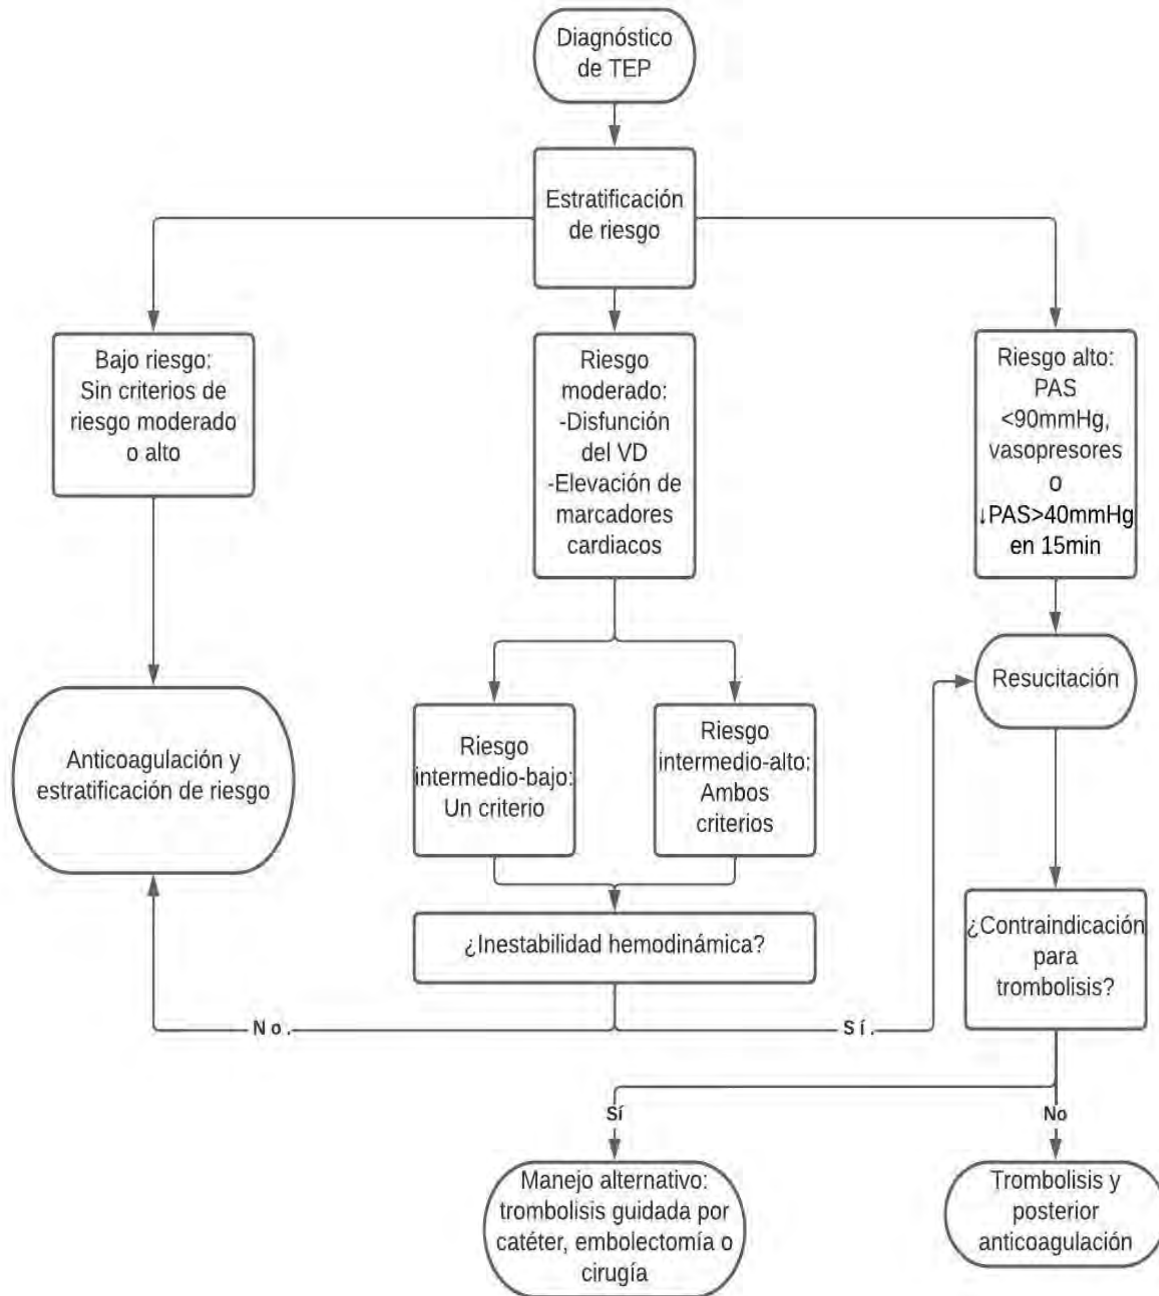 Diagnóstico
de TEP
Estratificación
de riesgo
Bajo riesgo:
Sin criterios de
riesgo moderado
o alto
Riesgo
moderado:
-Disfunción
del VD
-Elevación de
marcadores
cardiacos
Riesgo alto:
PAS
<90mmHg,
vasopresores
o
↓PAS>40mmHg
en 15min
Resucitación
Anticoagulación y
estratificación de riesgo
Riesgo
intermedio-bajo:
Un criterio
Riesgo
intermedio-alto:
Ambos
criterios
¿Inestabilidad hemodinámica?
¿Contraindicación
para
trombolisis?
No.
Sí.
Sí
No
Manejo alternativo:
trombolisis guidada por
catéter, embolectomía o
cirugía
Trombolisis y
posterior
anticoagulación